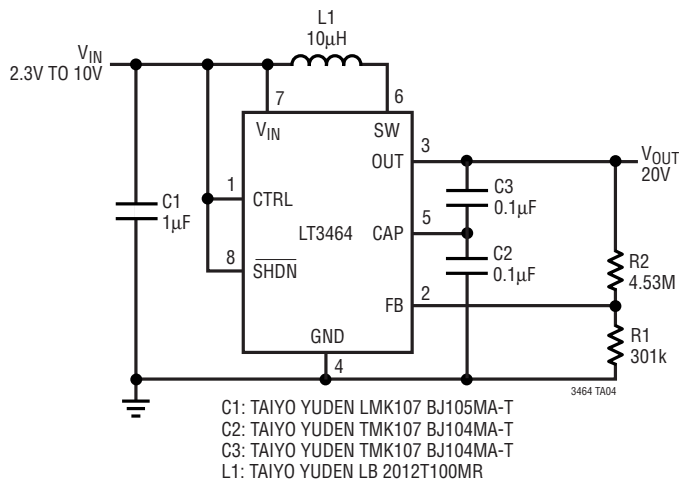 L1
10µH
VIN
2.3V TO 10V
7
6
VIN
SW
3
OUT
VOUT
20V
C3
0.1µF
1
CTRL
C1
1µF
LT3464
5
CAP
C2
0.1µF
8
SHDN
R2
4.53M
2
FB
R1
301k
GND
4
3464 TA04
C1: TAIYO YUDEN LMK107 BJ105MA-T
C2: TAIYO YUDEN TMK107 BJ104MA-T
C3: TAIYO YUDEN TMK107 BJ104MA-T
L1: TAIYO YUDEN LB 2012T100MR